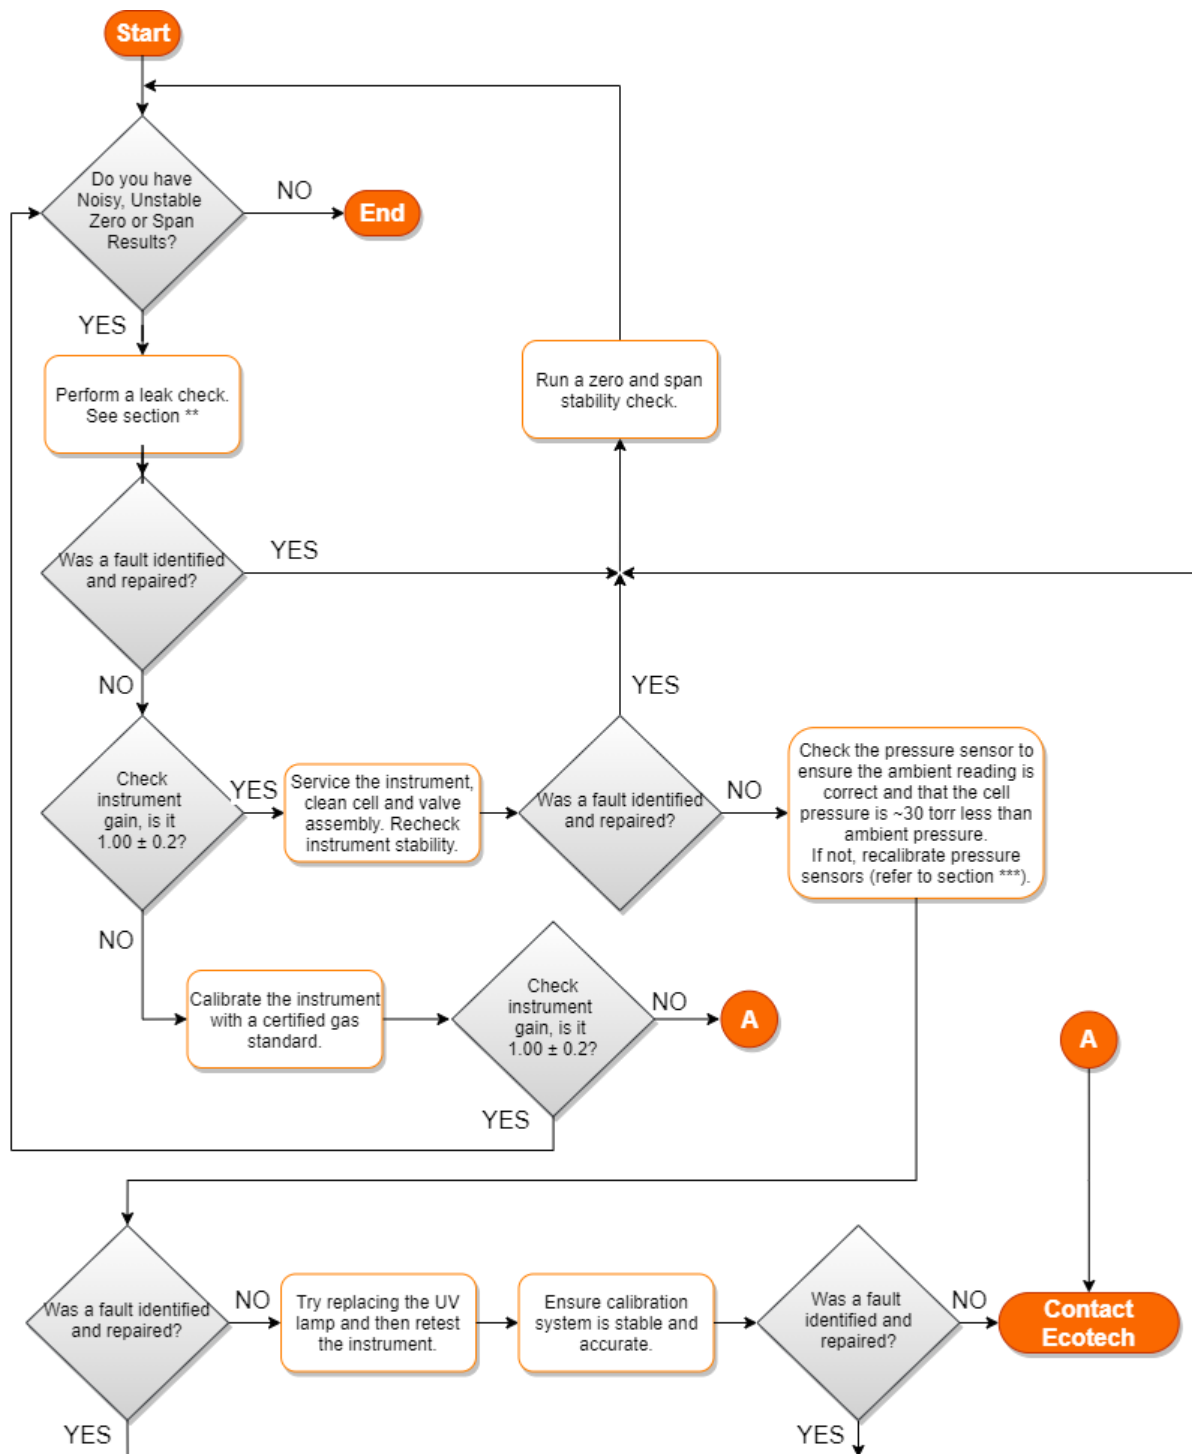 Start
Do you have
Noisy, Unstable
Zero or Span
Results?
NO
End
YES
Perform a leak check.
See section **
Run a zero and span
stability check.
Was a fault identified
and repaired?
YES
NO
YES
Check
instrument
gain, is it
1.00 ± 0.2?
YES
Service the instrument,
clean cell and valve
assembly. Recheck
instrument stability.
Was a fault identified
and repaired?
NO
Check the pressure sensor to
ensure the ambient reading is
correct and that the cell
pressure is ~30 torr less than
ambient pressure.
If not, recalibrate pressure
sensors (refer to section ***).
NO
Calibrate the instrument
with a certified gas
standard.
Check
instrument
gain, is it
1.00 ± 0.2?
NO
A
A
YES
Was a fault identified
and repaired?
NO
Try replacing the UV
lamp and then retest
the instrument.
Ensure calibration
system is stable and
accurate.
Was a fault
identified and
repaired?
NO
Contact
Ecotech
YES
YES